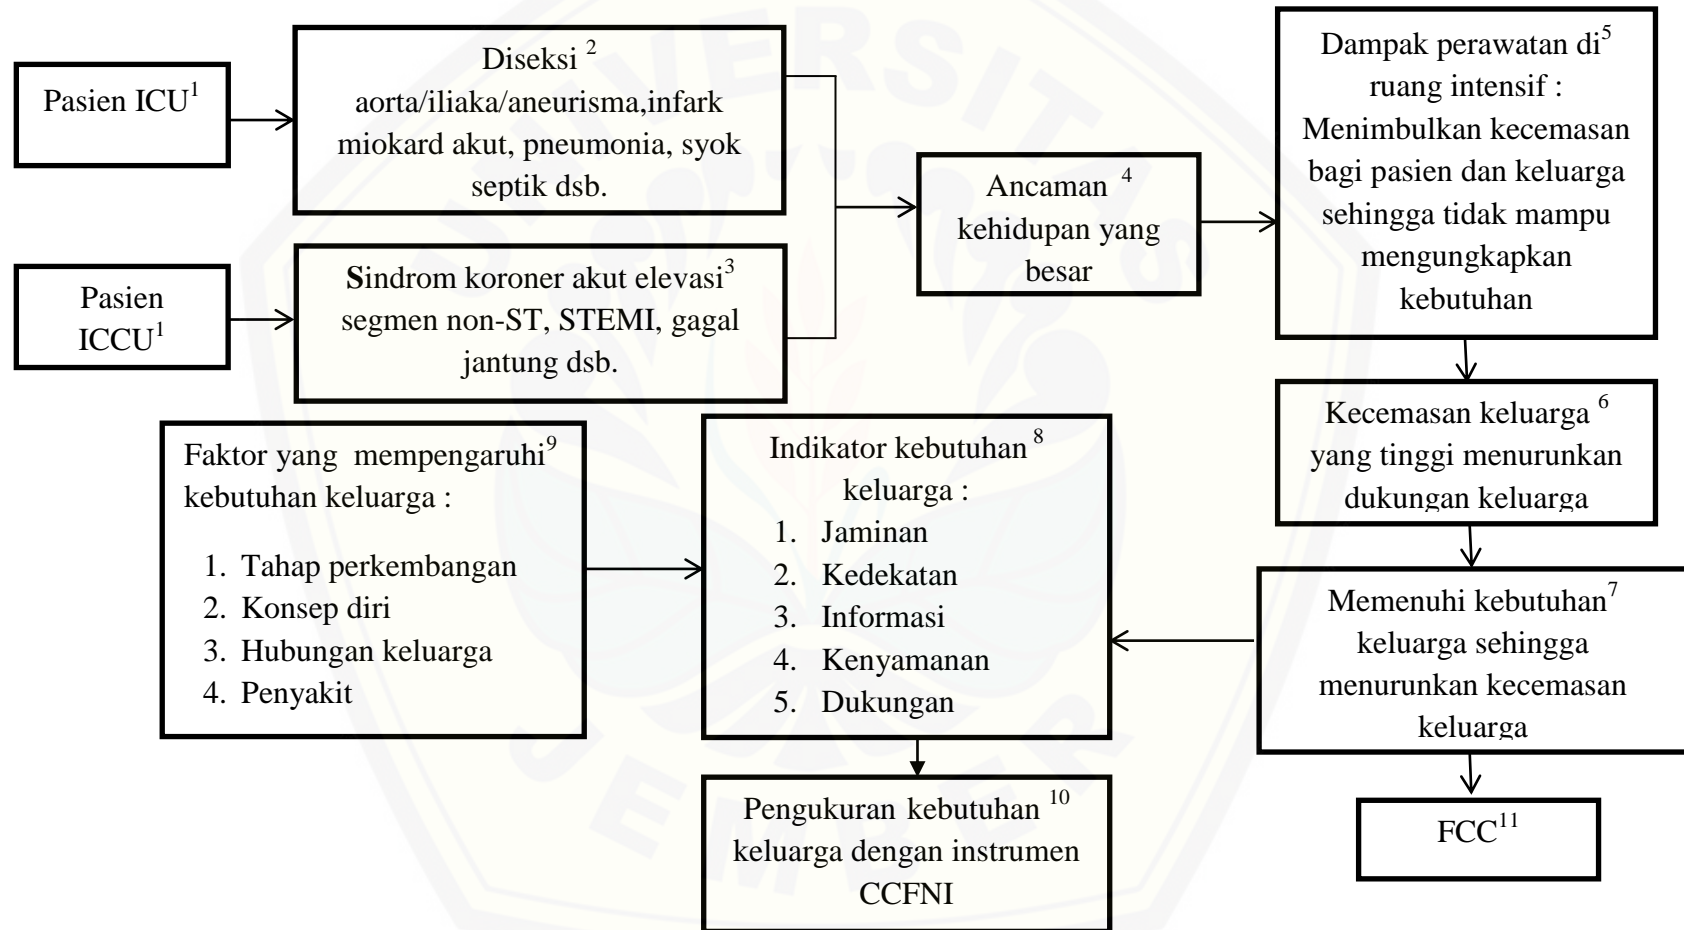 Pasien ICU1
Diseksi 2
aorta/iliaka/aneurisma,infark
miokard akut, pneumonia, syok
septik dsb.
Pasien
ICCU1
Sindrom koroner akut elevasi3
segmen non-ST, STEMI, gagal
jantung dsb.
Ancaman 4
kehidupan yang
besar
Dampak perawatan di5
ruang intensif :
Menimbulkan kecemasan
bagi pasien dan keluarga
sehingga tidak mampu
mengungkapkan
kebutuhan
Kecemasan keluarga 6
yang tinggi menurunkan
dukungan keluarga
Memenuhi kebutuhan7
keluarga sehingga
menurunkan kecemasan
keluarga
FCC11
Faktor yang mempengaruhi9
kebutuhan keluarga :
1. Tahap perkembangan
2. Konsep diri
3. Hubungan keluarga
4. Penyakit
Indikator kebutuhan 8
keluarga :
1. Jaminan
2. Kedekatan
3. Informasi
4. Kenyamanan
5. Dukungan
Pengukuran kebutuhan 10
keluarga dengan instrumen
CCFNI
UNIVERSITAS
JEMBER